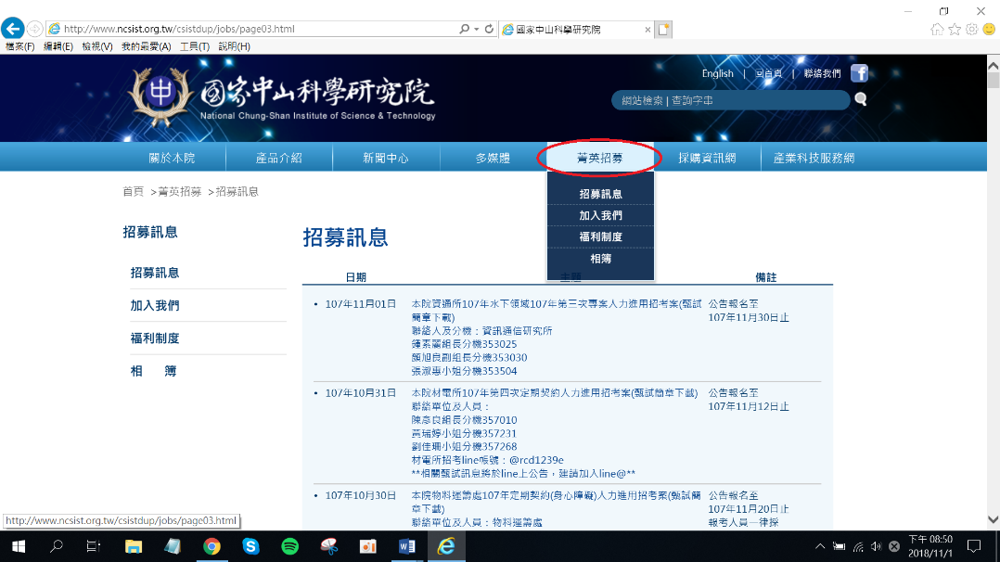 http://www.ncsist.org.tw/csistdup/jobs/page03.html
國家中山科學研究院
檔案(F) 編輯(E) 檢視(V) 我的最愛(A) 工具(T) 說明(H)
English | 回首頁 | 聯絡我們
國家中山科學研究院
National Chung-Shan Institute of Science & Technology
網站檢索 | 查詢字串
關於本院 產品介紹 新聞中心 多媒體 菁英招募 採購資訊網 產業科技服務網
招募訊息
加入我們
福利制度
相簿
首頁 >菁英招募 >招募訊息
招募訊息
招募訊息
加入我們
福利制度
相 簿
招募訊息
日期 主題 備註
107年11月01日 本院資通所107年水下領域107年第三次專案人力進用招考案(甄試 公告報名至
簡章下載) 107年11月30日止
聯絡人及分機：資訊通信研究所
鍾素麗組長分機353025
顏旭良副組長分機353030
張淑惠小姐分機353504
107年10月31日 本院材電所107年第四次定期契約人力進用招考案(甄試簡章下載) 公告報名至
聯絡單位及人員： 107年11月12日止
陳彥良組長分機357010
黃瑞婷小姐分機357231
劉佳珊小姐分機357268
材電所招考line帳號：@rcd1239e
**相關甄試訊息將於line上公告，建請加入line@**
107年10月30日 本院物料運籌處107年定期契約(身心障礙)人力進用招考案(甄試簡 公告報名至
章下載) 107年11月20日止
聯絡單位及人員：物料運籌處 報考人員一律採
http://www.ncsist.org.tw/csistdup/jobs/page03.html
下午 08:50
2018/11/1